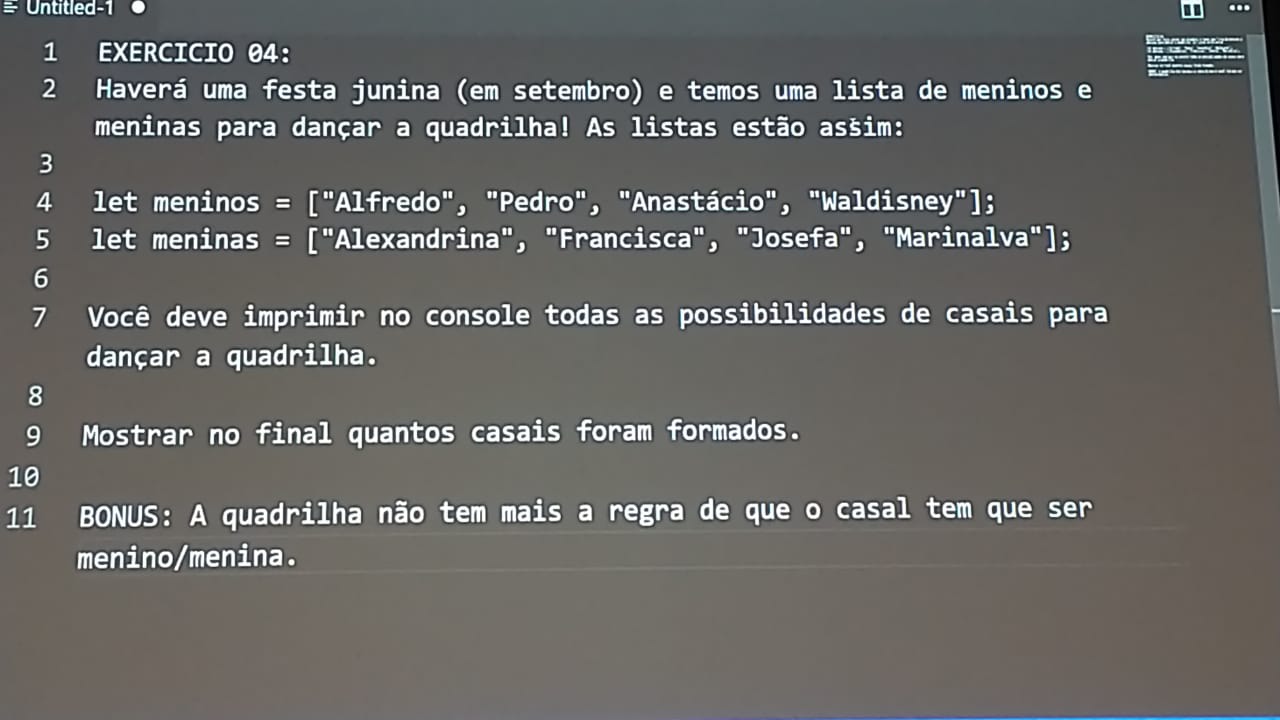 Untitled-1
1 EXERCICIO 04:
2 Haverá uma festa junina (em setembro) e temos uma lista de meninos e
meninas para dançar a quadrilha! As listas estão assim:
3
4 let meninos = ["Alfredo", "Pedro", "Anastácio", "Waldisney"];
5 let meninas = ["Alexandrina", "Francisca", "Josefa", "Marinalva"];
6
7 Você deve imprimir no console todas as possibilidades de casais para
dançar a quadrilha.
8
9 Mostrar no final quantos casais foram formados.
10
11 BONUS: A quadrilha não tem mais a regra de que o casal tem que ser
menino/menina.